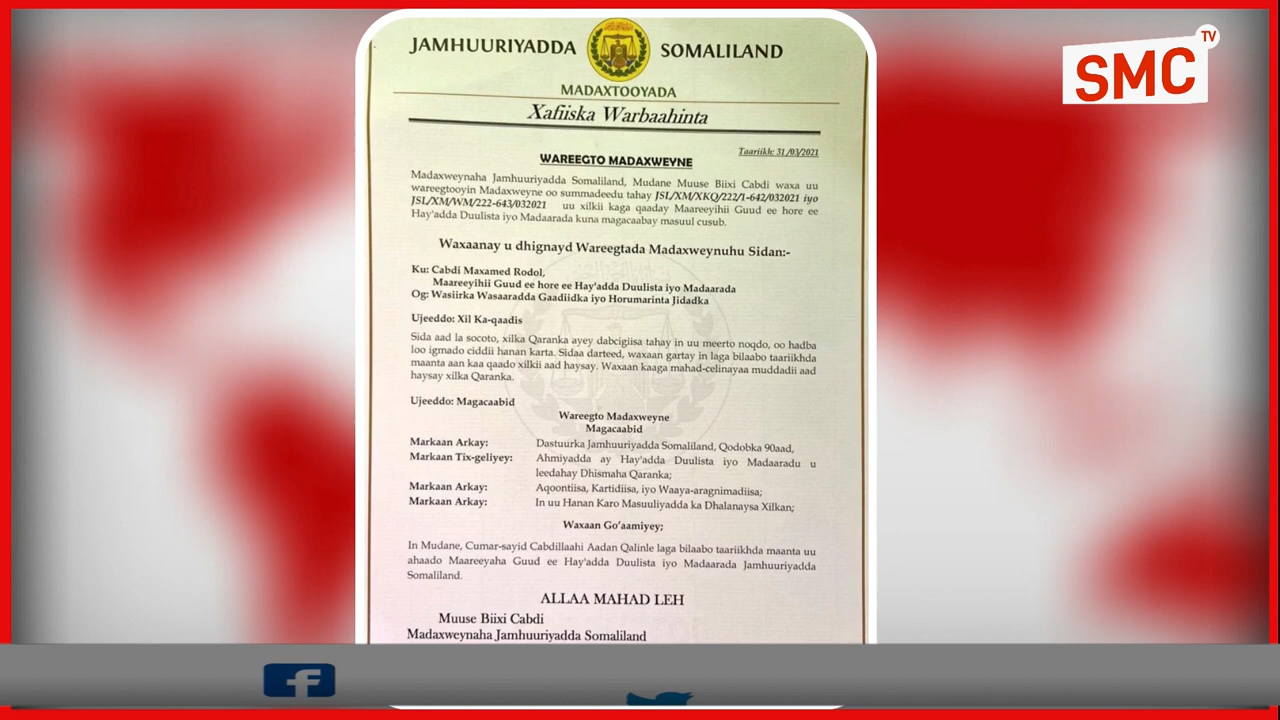 JAMHUURIYADDA SOMALILAND
MADAXTOOYADA
Xafiiska Warbaahinta
Taariikh: 31/03/2021
WAREEGTO MADAXWEYNE
Madaxweynaha Jamhuuriyadda Somaliland, Mudane Muuse Biixi Cabdi waxa uu
wareegtooyin Madaxweyne oo summadeedu tahay JSL/XM/XKQ/222/1-642/032021 iyo
JSL/XM/WM/222-643/032021 uu xilkii kaga qaaday Maareeyihii Guud ee hore ee
Hay'adda Duulista iyo Madaarada kuna magacaabay masuul cusub.
Waxaanay u dhignayd Wareegtada Madaxweynuhu Sidan:-
Ku: Cabdi Maxamed Rodol,
Maareeyihii Guud ee hore ee Hay'adda Duulista iyo Madaarada
Og: Wasiirka Wasaaradda Gaadiidka iyo Horumarinta Jidadka
Ujeeddo: Xil Ka-qaadis
Sida aad la socoto, xilka Qaranka ayey dabcigiisa tahay in uu meerto noqdo, oo hadba
loo igmado ciddii hanan karta. Sidaa darteed, waxaan gartay in laga bilaabo taariikhda
maanta aan kaa qaado xilkii aad haysay. Waxaan kaaga mahad-celinayaa muddadii aad
haysay xilka Qaranka.
Ujeeddo: Magacaabid
Wareegto Madaxweyne
Magacaabid
Markaan Arkay: Dastuurka Jamhuuriyadda Somaliland, Qodobka 90aad,
Markaan Tix-geliyey: Ahmiyadda ay Hay'adda Duulista iyo Madaaradu u
leedahay Dhismaha Qaranka;
Markaan Arkay: Aqoontiisa, Kartidiisa, iyo Waaya-aragnimadiisa;
Markaan Arkay: In uu Hanan Karo Masuuliyadda ka Dhalanaysa Xilkan;
Waxaan Go'aamiyey;
In Mudane, Cumar-sayid Cabdillaahi Aadan Qalinle laga bilaabo taariikhda maanta uu
ahaado Maareeyaha Guud ee Hay'adda Duulista iyo Madaarada Jamhuuriyadda
Somaliland.
ALLAA MAHAD LEH
Muuse Biixi Cabdi
Madaxweynaha Jamhuuriyadda Somaliland
SMC TV